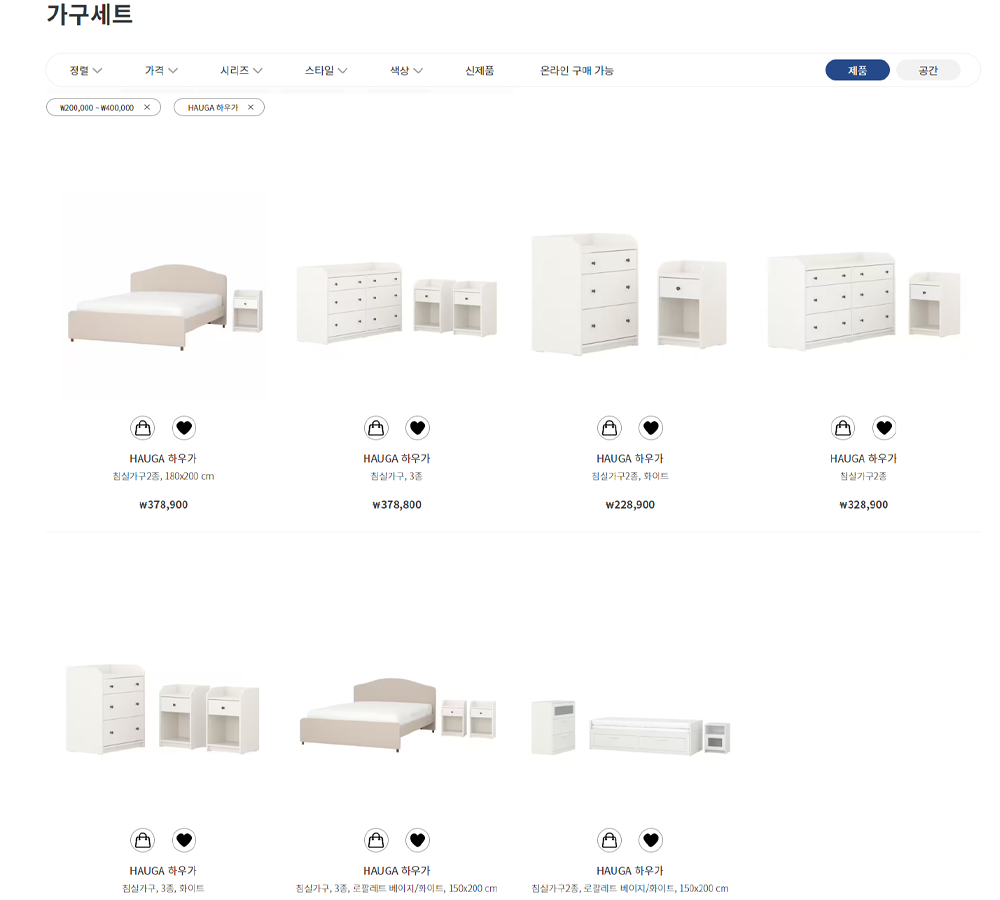 가구세트
정렬 가격 시리즈 스타일 색상 신제품 온라인 구매 가능 제품 공간
₩200,000 - ₩400,000 × HAUGA 하우가 ×
HAUGA 하우가 HAUGA 하우가 HAUGA 하우가 HAUGA 하우가
침실가구2종, 180x200 cm 침실가구, 3종 침실가구2종, 화이트 침실가구2종
₩378,900 ₩378,800 ₩228,900 ₩328,900
HAUGA 하우가 HAUGA 하우가 HAUGA 하우가
침실가구, 3종, 화이트 침실가구, 3종, 로팔레트 베이지/화이트, 150x200 cm 침실가구2종, 로팔레트 베이지/화이트, 150x200 cm